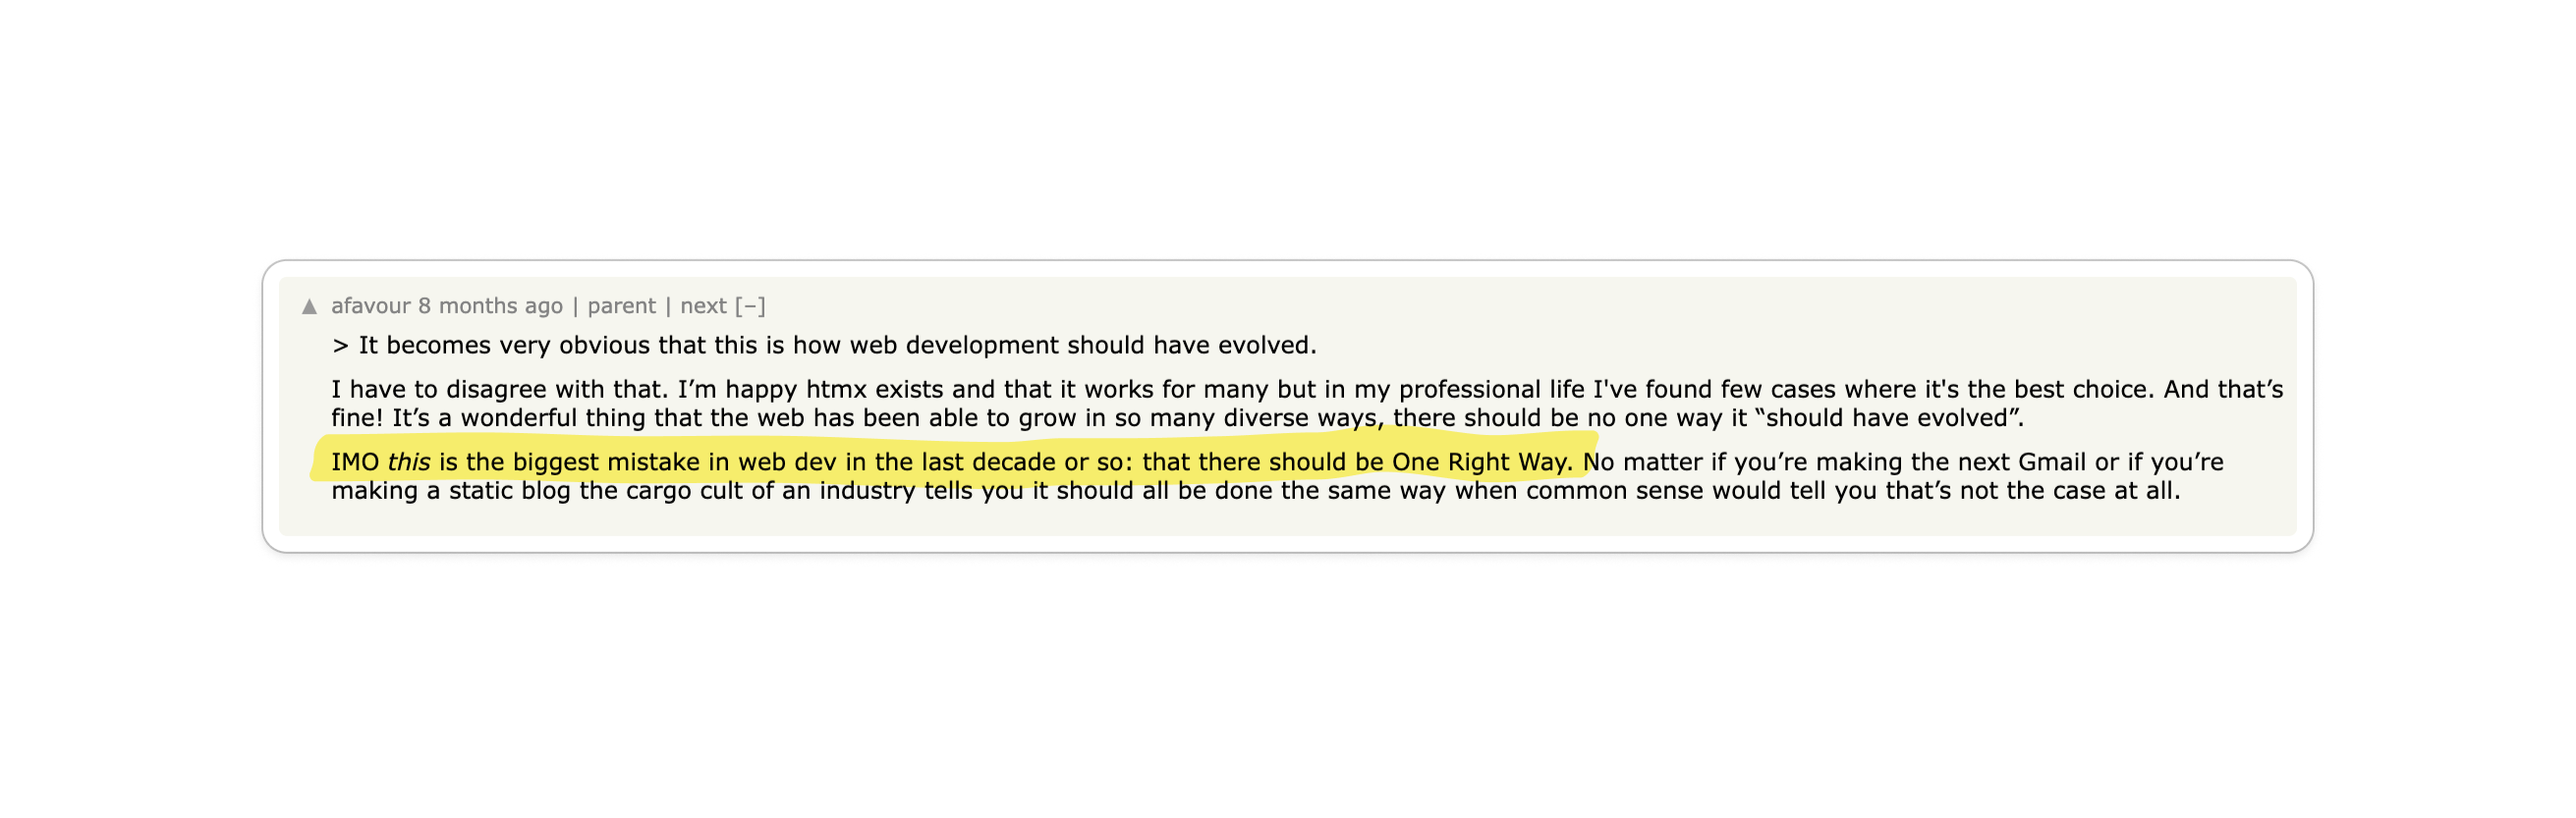 ▲ afavour 8 months ago | parent | next [–]
> It becomes very obvious that this is how web development should have evolved.
I have to disagree with that. I’m happy htmx exists and that it works for many but in my professional life I've found few cases where it's the best choice. And that’s
fine! It’s a wonderful thing that the web has been able to grow in so many diverse ways, there should be no one way it “should have evolved”.
IMO this is the biggest mistake in web dev in the last decade or so: that there should be One Right Way. No matter if you’re making the next Gmail or if you’re
making a static blog the cargo cult of an industry tells you it should all be done the same way when common sense would tell you that’s not the case at all.